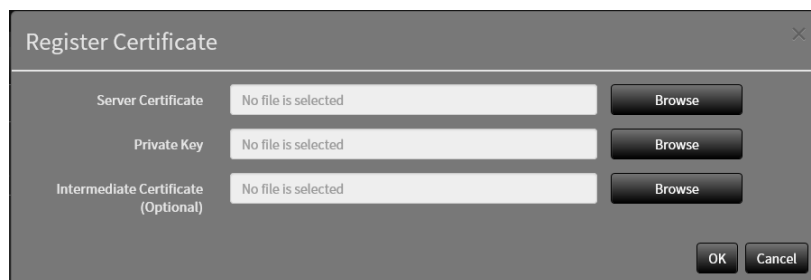 Register Certificate
Server Certificate No file is selected Browse
Private Key No file is selected Browse
Intermediate Certificate No file is selected Browse
(Optional)
OK Cancel